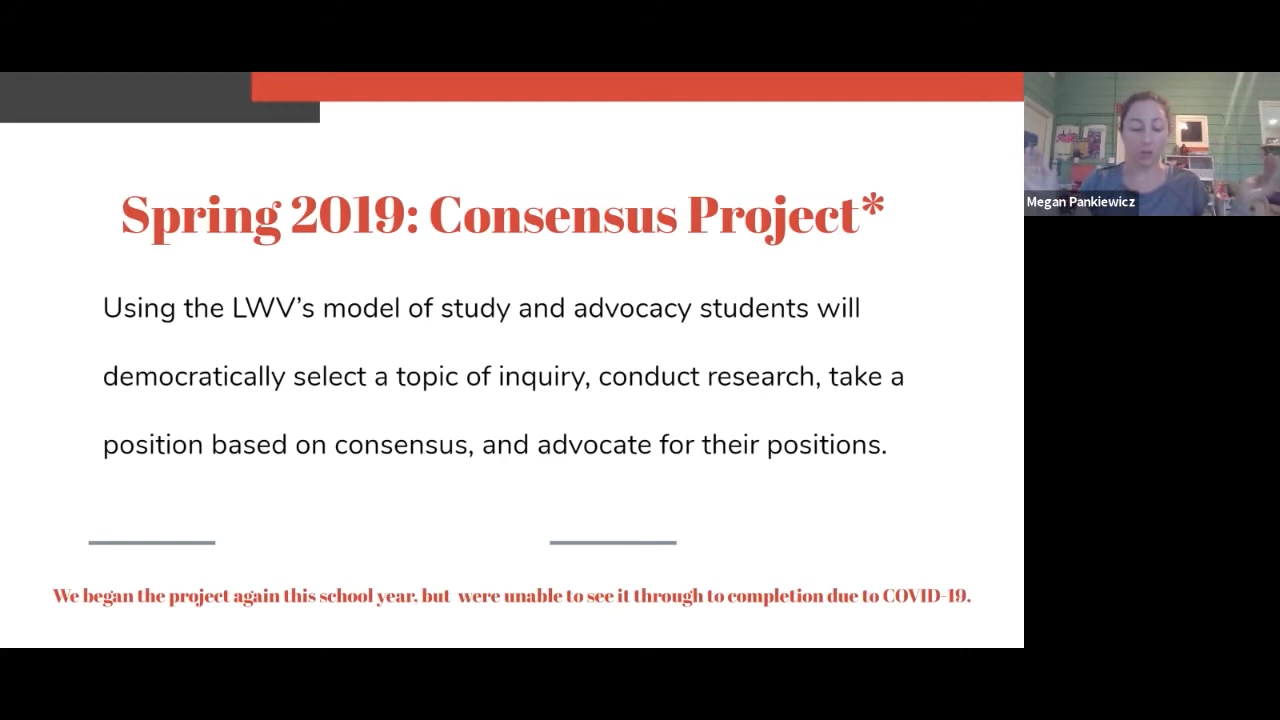 Spring 2019: Consensus Project*
Using the LWV’s model of study and advocacy students will
democratically select a topic of inquiry, conduct research, take a
position based on consensus, and advocate for their positions.
We began the project again this school year, but were unable to see it through to completion due to COVID-19.
Megan Pankiewicz